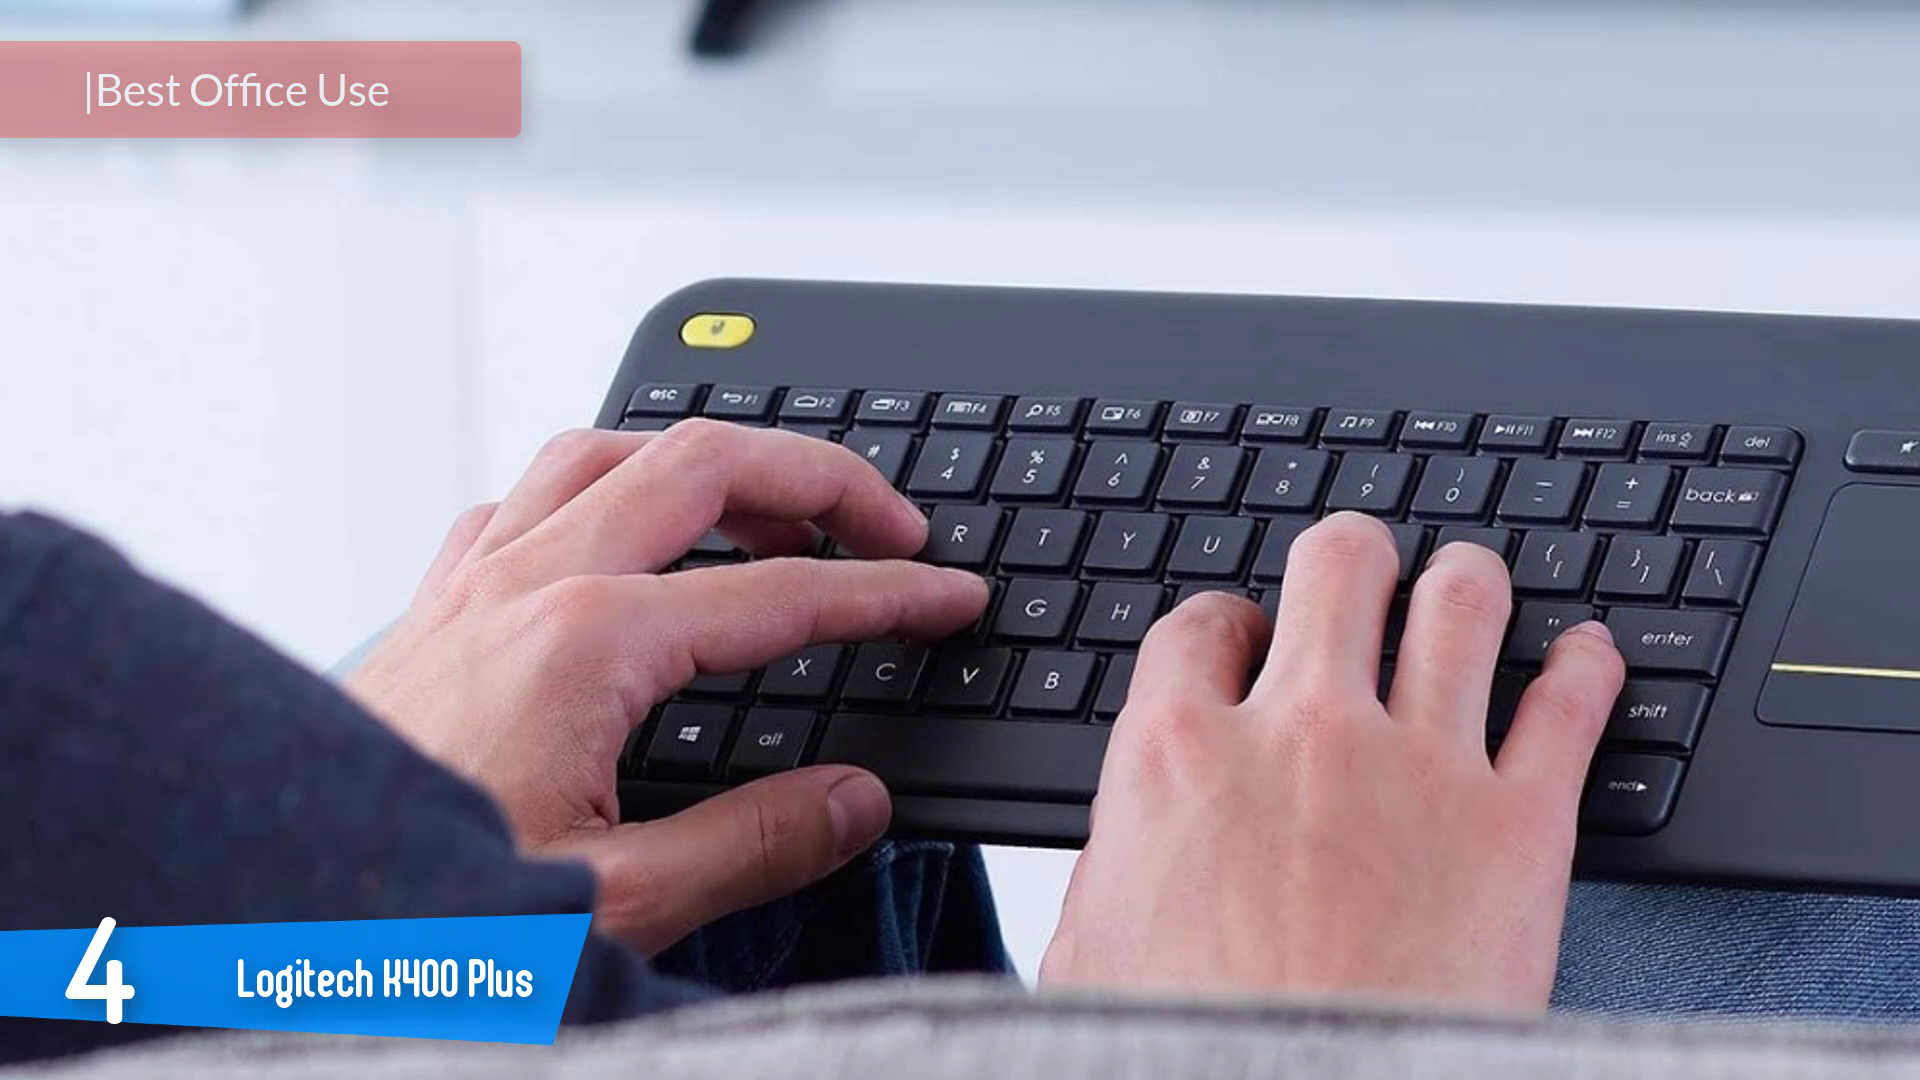 |Best Office Use
esc F1 F2 F3 F4 F5 F6 F7 F8 F9 F10 F11 F12 ins del
# $ 4 % 5 ^ 6 & 7 * 8 ( 9 ) 0 _ - + = back
R T Y U { [ } ] | \
G H " ' enter
X C V B shift
alt end
4 Logitech K400 Plus